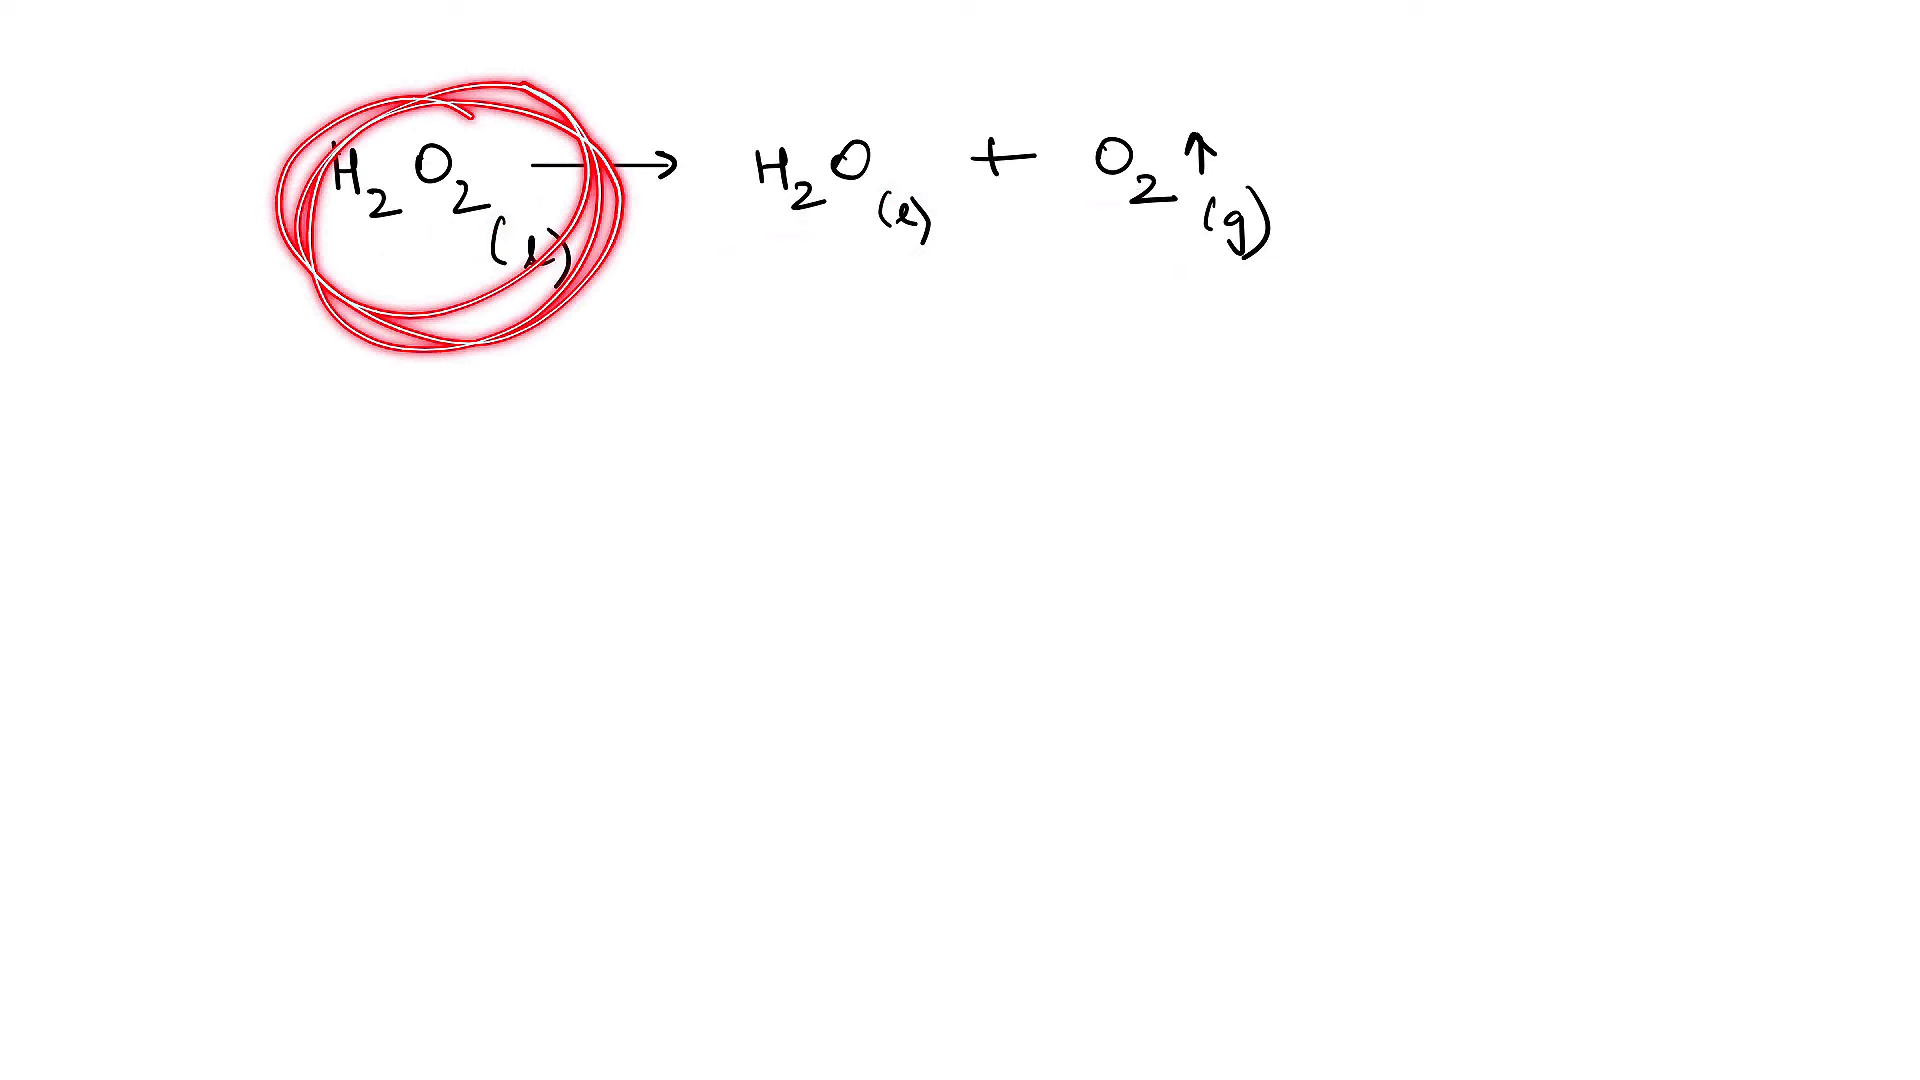 H₂O₂(l) ⟶ H₂O(l) + O₂↑(g)